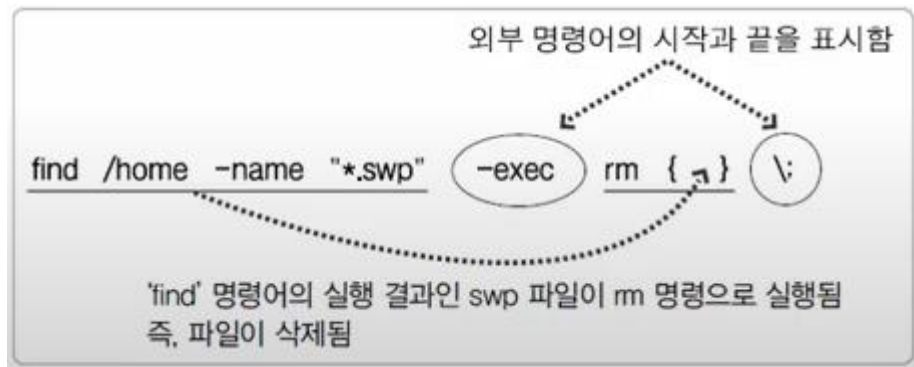 외부 명령어의 시작과 끝을 표시함
find /home -name "*.swp" -exec rm { } \;
'find' 명령어의 실행 결과인 swp 파일이 rm 명령으로 실행됨
즉, 파일이 삭제됨